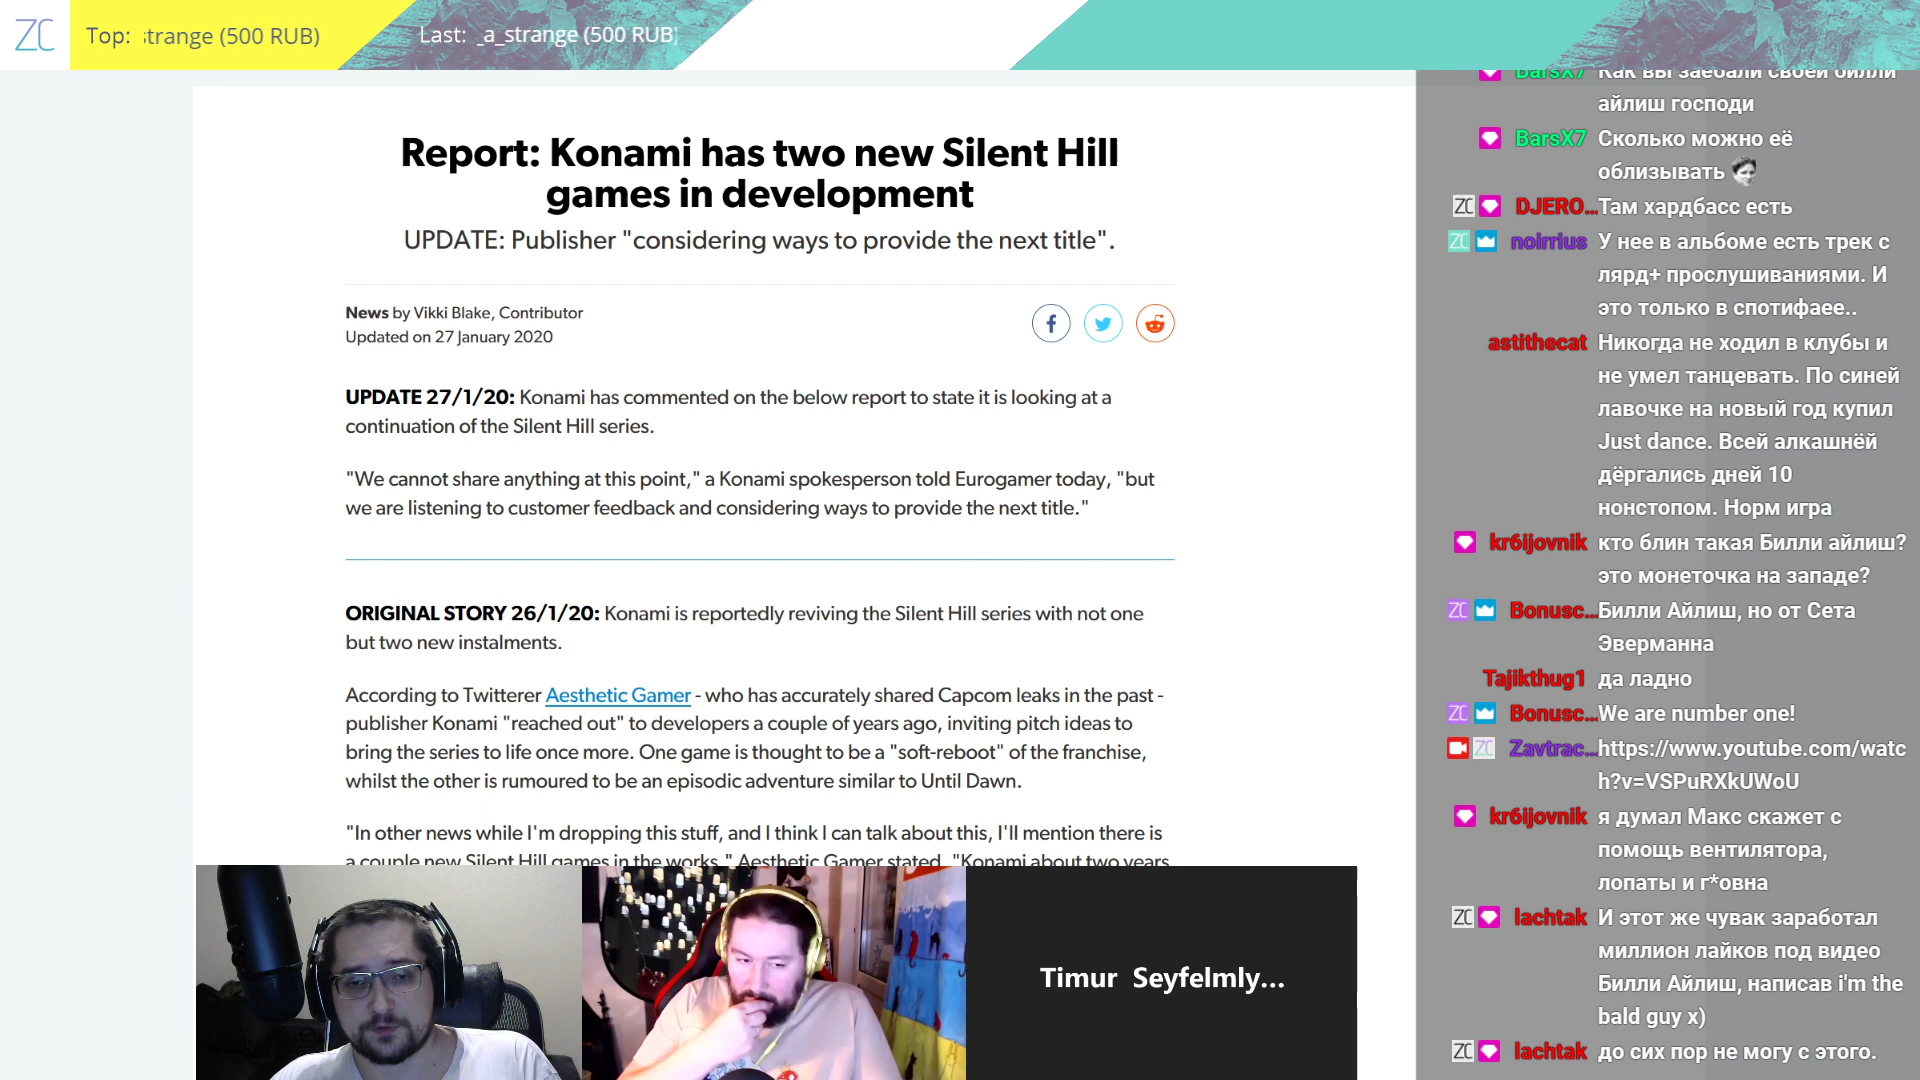 ZC
Top: strange (500 RUB)
Last: _a_strange (500 RUB)
Report: Konami has two new Silent Hill
games in development
UPDATE: Publisher "considering ways to provide the next title".
News by Vikki Blake, Contributor
Updated on 27 January 2020
UPDATE 27/1/20: Konami has commented on the below report to state it is looking at a
continuation of the Silent Hill series.
"We cannot share anything at this point," a Konami spokesperson told Eurogamer today, "but
we are listening to customer feedback and considering ways to provide the next title."
ORIGINAL STORY 26/1/20: Konami is reportedly reviving the Silent Hill series with not one
but two new instalments.
According to Twitterer Aesthetic Gamer - who has accurately shared Capcom leaks in the past -
publisher Konami "reached out" to developers a couple of years ago, inviting pitch ideas to
bring the series to life once more. One game is thought to be a "soft-reboot" of the franchise,
whilst the other is rumoured to be an episodic adventure similar to Until Dawn.
"In other news while I'm dropping this stuff, and I think I can talk about this, I'll mention there is
a couple new Silent Hill games in the works," Aesthetic Gamer stated. "Konami about two years
Timur Seyfelmly...
BarsX7 Как вы заебали своей билли
айлиш господи
BarsX7 Сколько можно её
облизывать
ZC DJERO... Там хардбасс есть
ZC noirrius У нее в альбоме есть трек с
лярд+ прослушиваниями. И
это только в спотифаее..
astithecat Никогда не ходил в клубы и
не умел танцевать. По синей
лавочке на новый год купил
Just dance. Всей алкашнёй
дёргались дней 10
нонстопом. Норм игра
kr6ijovnik кто блин такая Билли айлиш?
это монеточка на западе?
ZC Bonusc... Билли Айлиш, но от Сета
Эверманна
Tajikthug1 да ладно
ZC Bonusc... We are number one!
ZC Zavtrac... https://www.youtube.com/watc
h?v=VSPuRXkUWoU
kr6ijovnik я думал Макс скажет с
помощь вентилятора,
лопаты и г*овна
ZC lachtak И этот же чувак заработал
миллион лайков под видео
Билли Айлиш, написав i'm the
bald guy x)
ZC lachtak до сих пор не могу с этого.